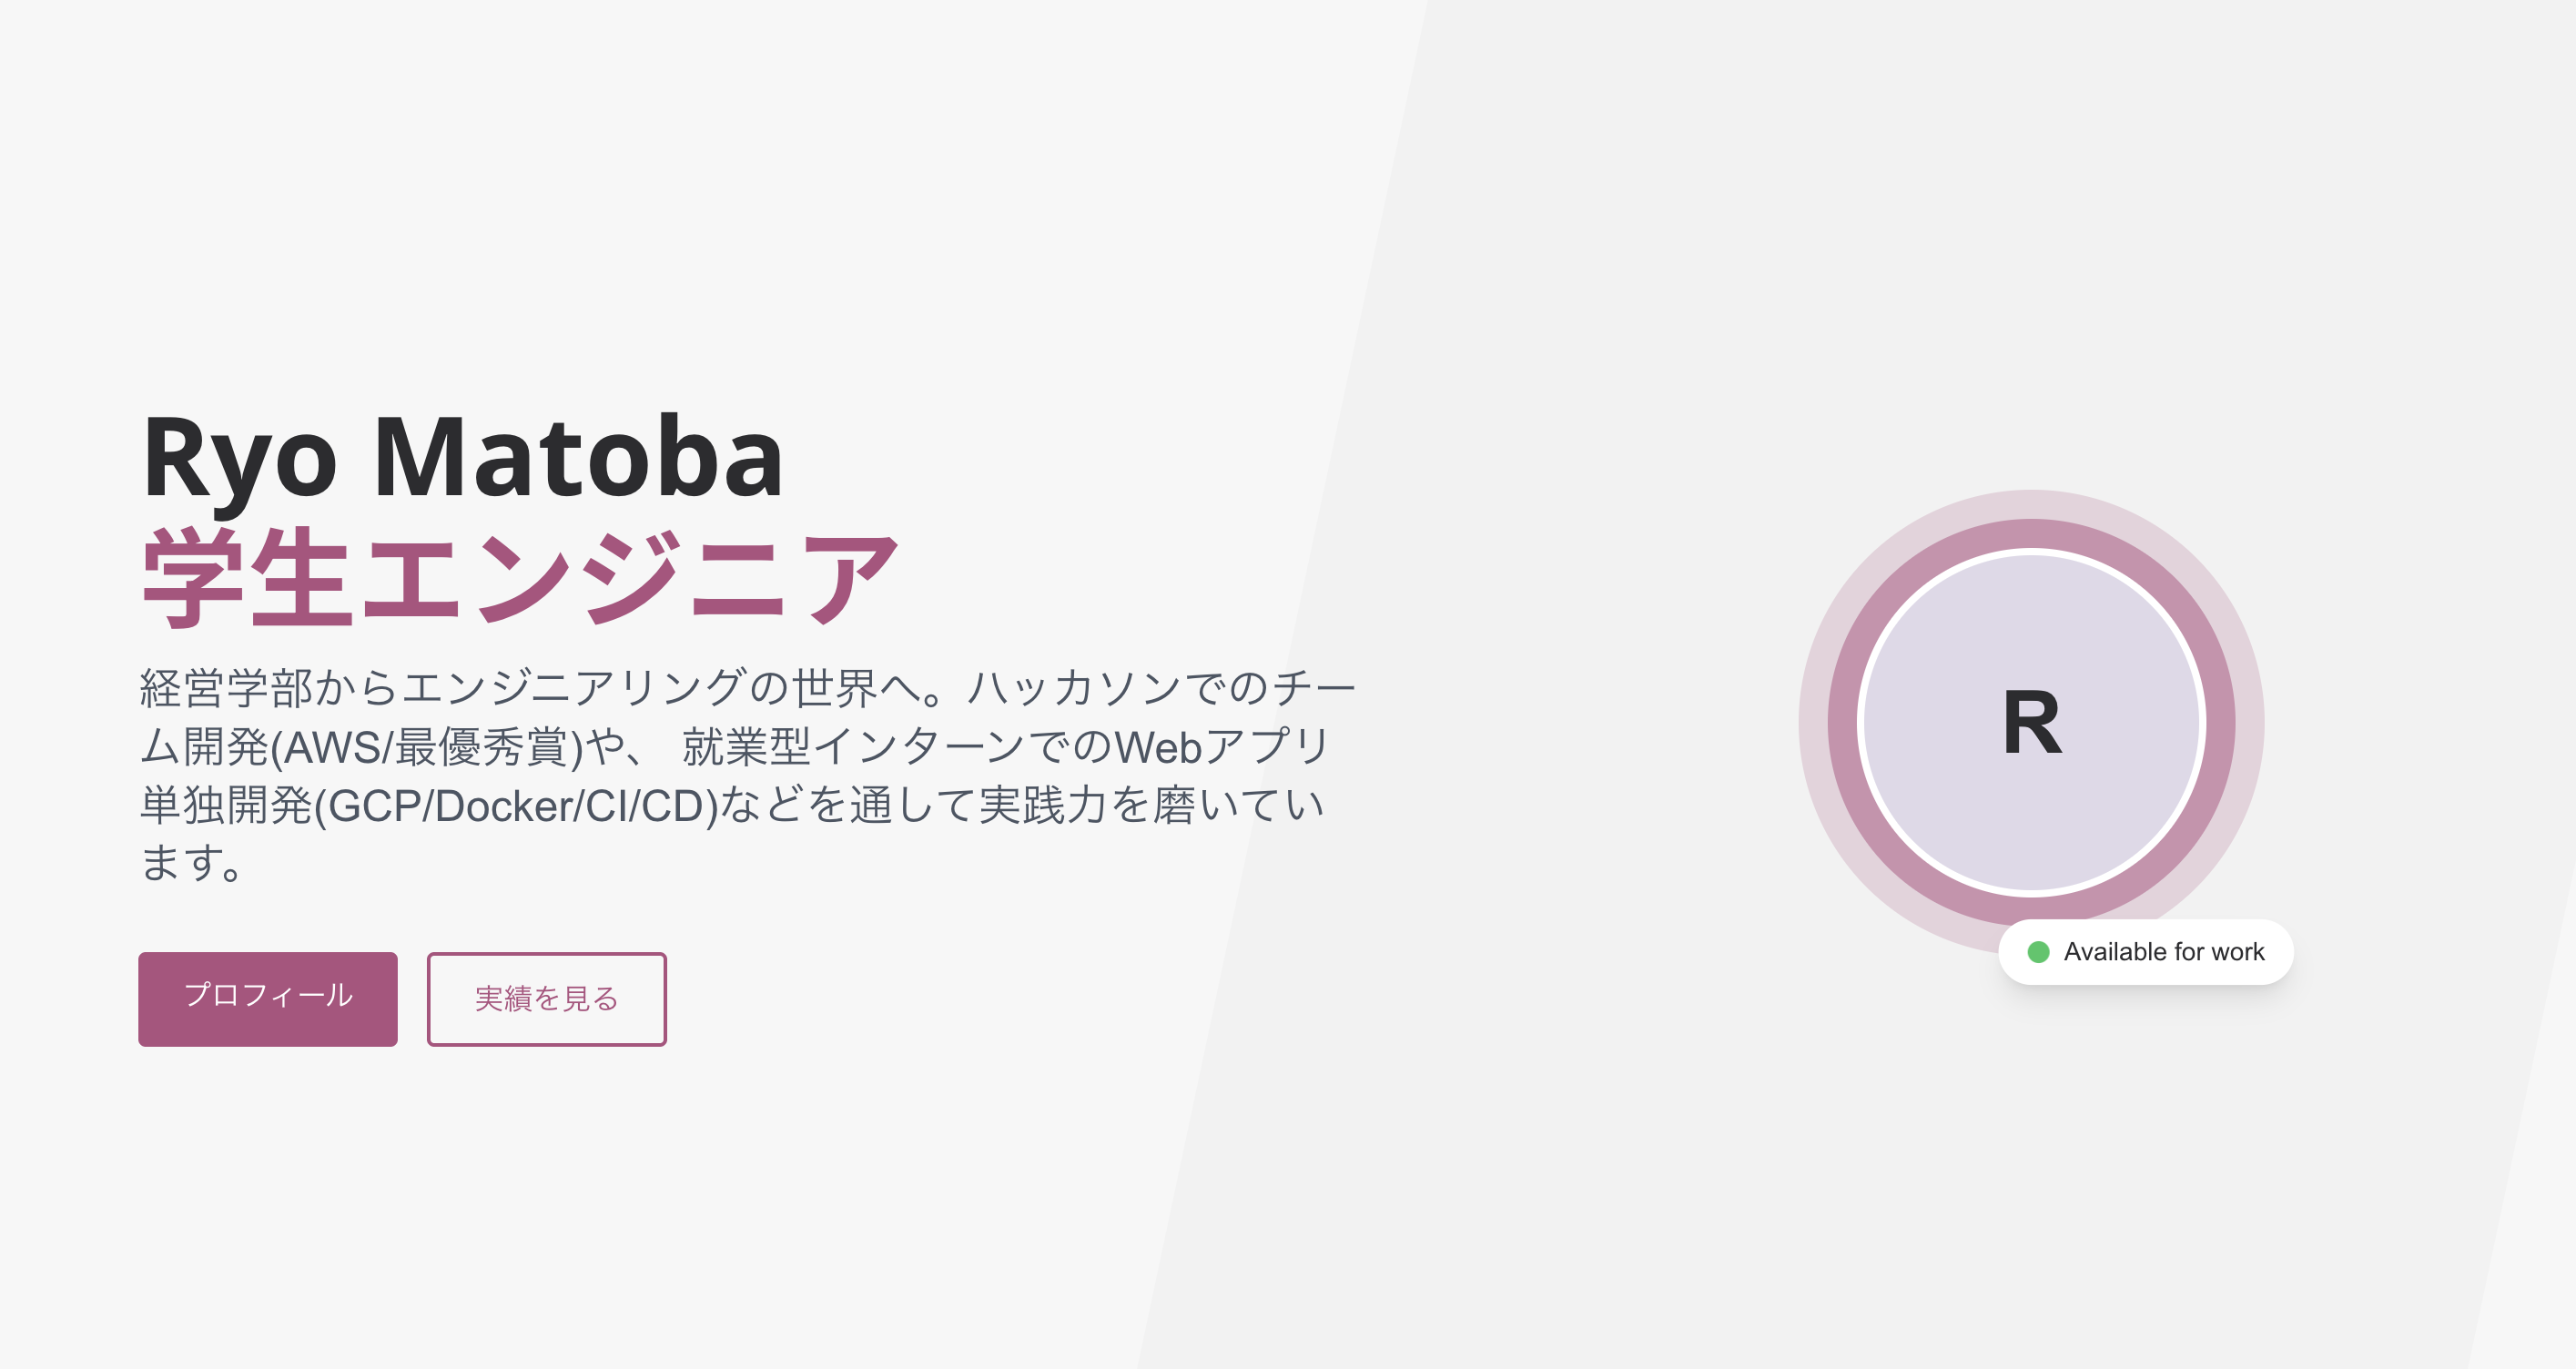 Ryo Matoba
学生エンジニア
経営学部からエンジニアリングの世界へ。ハッカソンでのチー
ム開発(AWS/最優秀賞)や、 就業型インターンでのWebアプリ
単独開発(GCP/Docker/CI/CD)などを通して実践力を磨いてい
ます。
プロフィール
実績を見る
R
Available for work